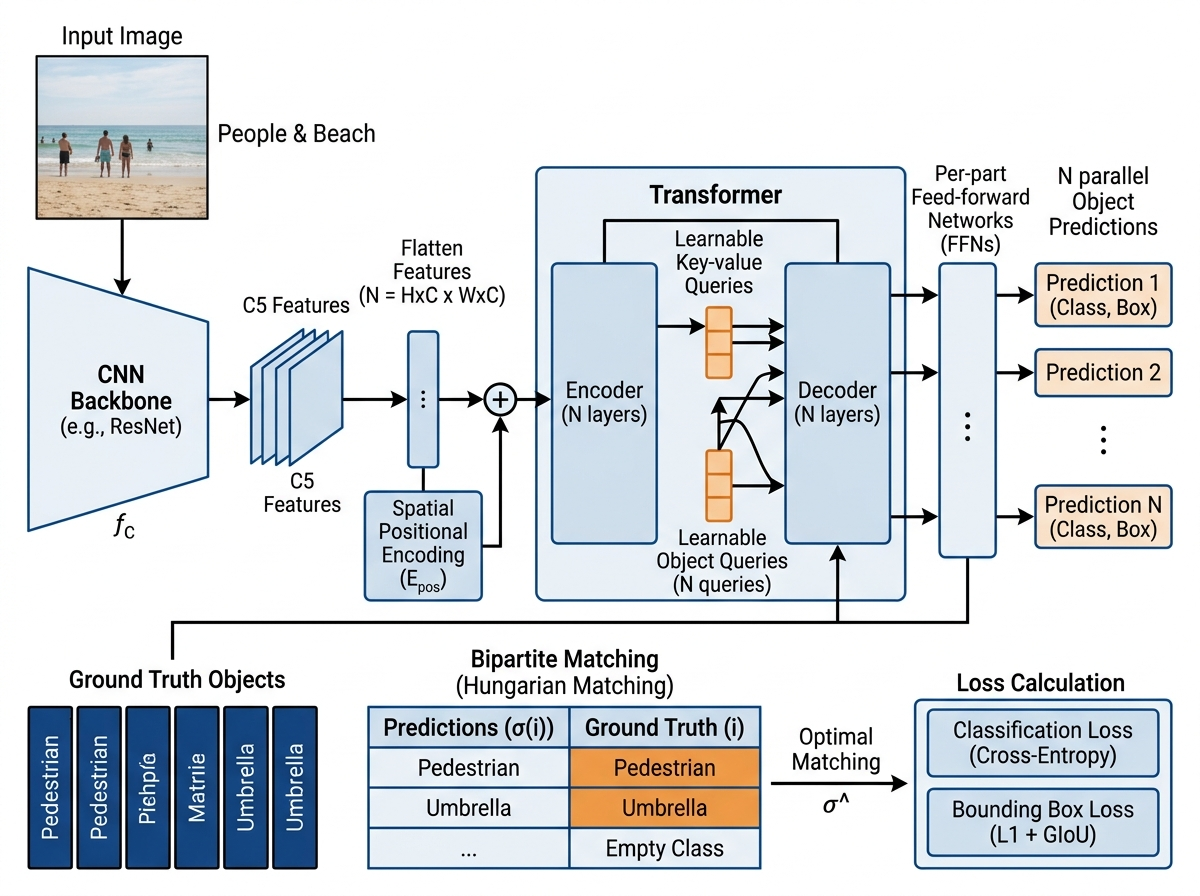 Input Image
People & Beach
CNN
Backbone
(e.g., ResNet)
f_C
C5 Features
C5
Features
Flatten
Features
(N = HxC x WxC)
...
Spatial
Positional
Encoding
(E_pos)
+
Transformer
Encoder
(N layers)
Learnable
Key-value
Queries
Learnable
Object Queries
(N queries)
Decoder
(N layers)
Per-part
Feed-forward
Networks
(FFNs)
...
N parallel
Object
Predictions
Prediction 1
(Class, Box)
Prediction 2
...
Prediction N
(Class, Box)
Ground Truth Objects
Pedestrian
Pedestrian
Umbrella
Umbrella
Bipartite Matching
(Hungarian Matching)
Predictions (σ(i))
Ground Truth (i)
Pedestrian
Pedestrian
Umbrella
Umbrella
...
Empty Class
Optimal
Matching
σ^
Loss Calculation
Classification Loss
(Cross-Entropy)
Bounding Box Loss
(L1 + GIoU)